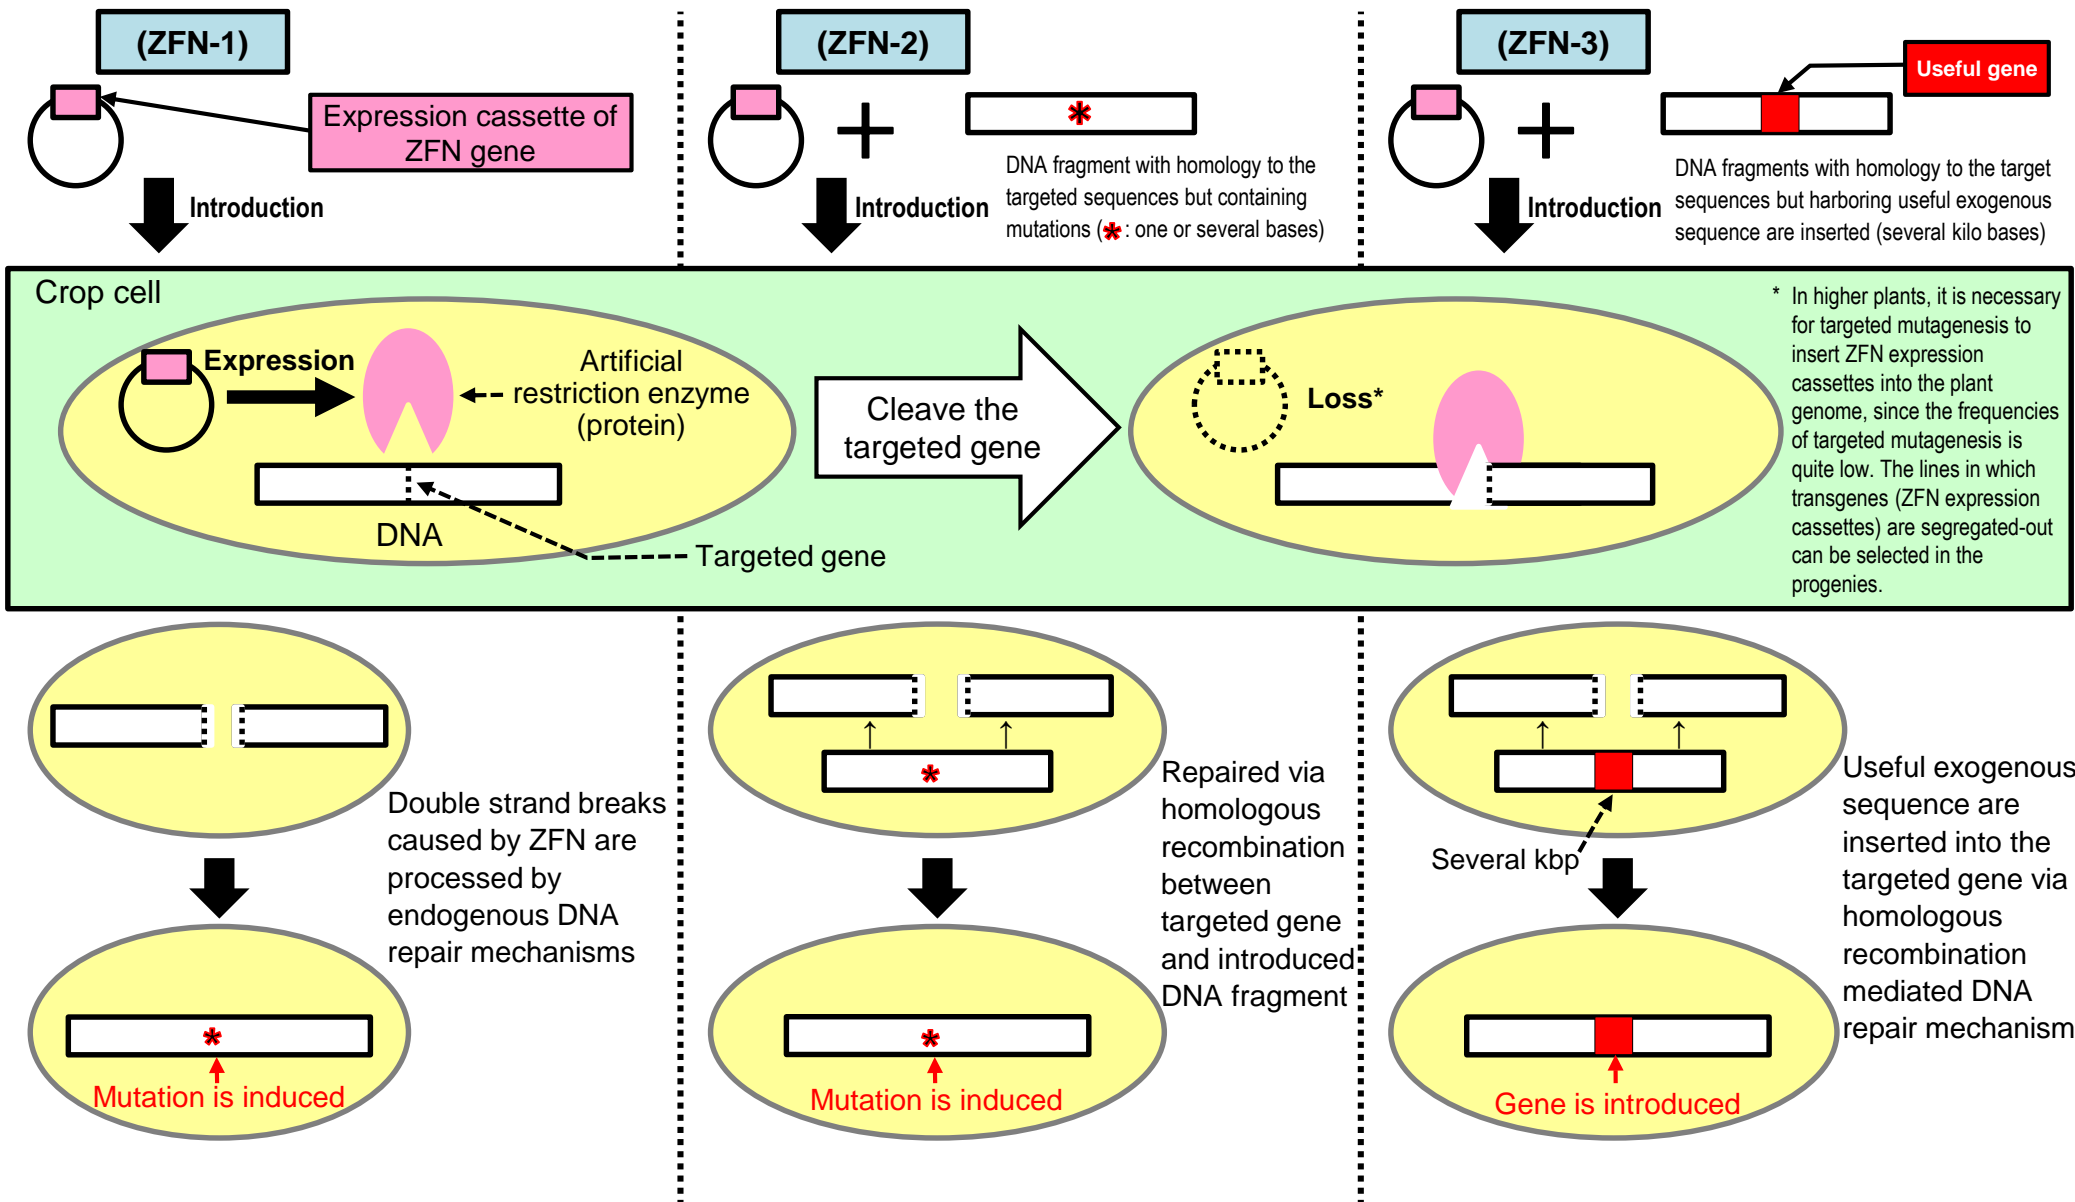 (ZFN-1)
Expression cassette of
ZFN gene
Introduction
(ZFN-2)
DNA fragment with homology to the
targeted sequences but containing
mutations (* : one or several bases)
Introduction
(ZFN-3)
Useful gene
DNA fragments with homology to the target
sequences but harboring useful exogenous
sequence are inserted (several kilo bases)
Introduction
Crop cell
Expression
Artificial
restriction enzyme
(protein)
DNA
Targeted gene
Cleave the
targeted gene
Loss*
* In higher plants, it is necessary
for targeted mutagenesis to
insert ZFN expression
cassettes into the plant
genome, since the frequencies
of targeted mutagenesis is
quite low. The lines in which
transgenes (ZFN expression
cassettes) are segregated-out
can be selected in the
progenies.
Double strand breaks
caused by ZFN are
processed by
endogenous DNA
repair mechanisms
*
Mutation is induced
*
Repaired via
homologous
recombination
between
targeted gene
and introduced
DNA fragment
*
Mutation is induced
Several kbp
Useful exogenous
sequence are
inserted into the
targeted gene via
homologous
recombination
mediated DNA
repair mechanism
Gene is introduced